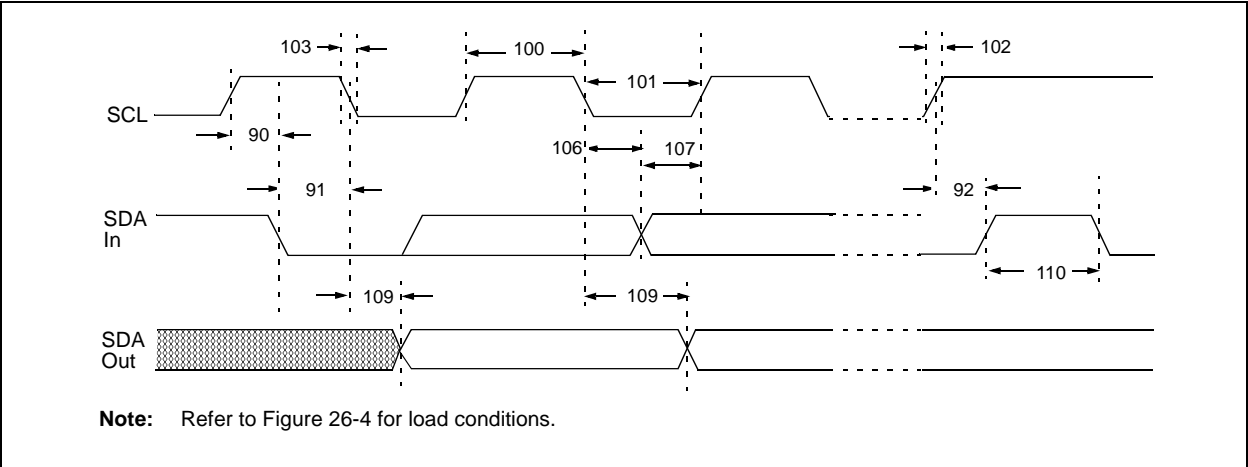 103
100
102
101
SCL
90
106
107
91
92
SDA
In
110
109
109
SDA
Out
Note: Refer to Figure 26-4 for load conditions.